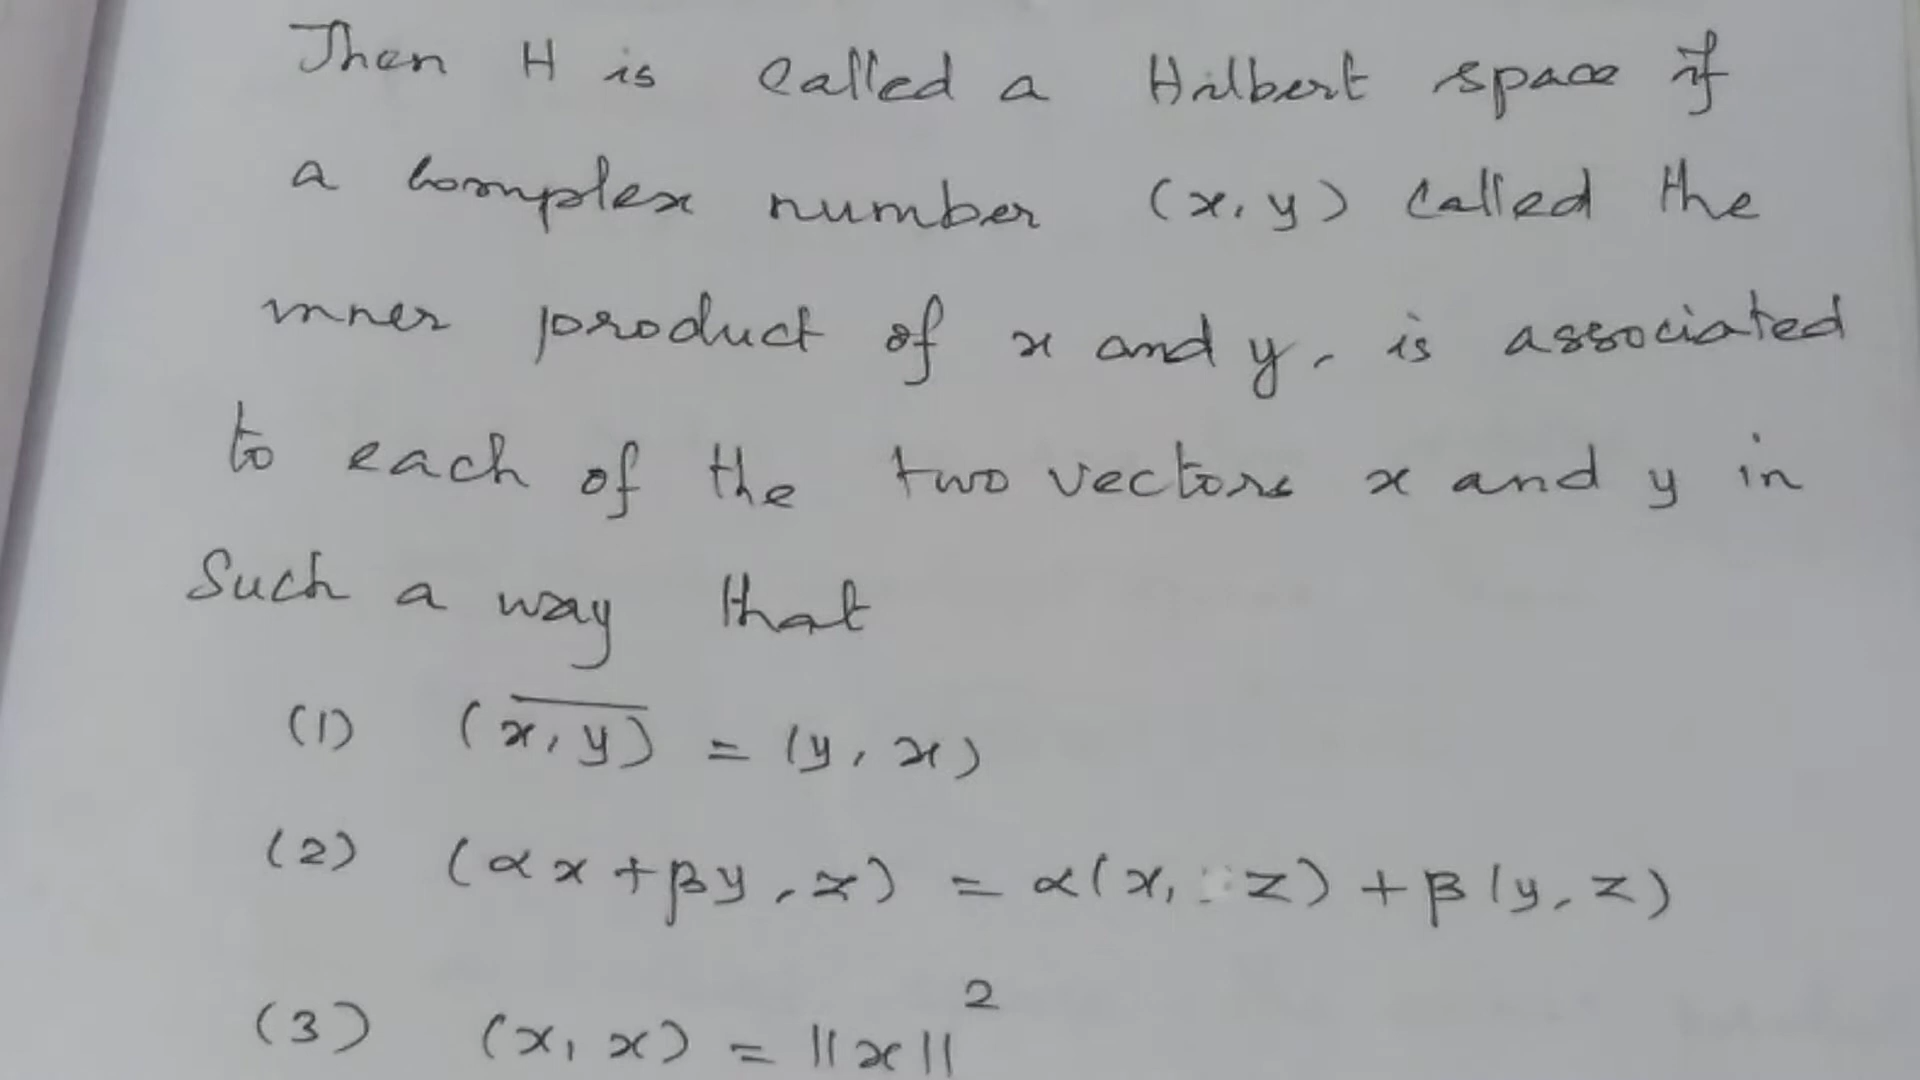 Then H is called a Hilbert space if
a complex number (x, y) called the
inner product of x and y, is associated
to each of the two vectors x and y in
Such a way that
(1) (x̅,̅ y̅)̅ = (y, x)
(2) (αx + βy, z) = α(x, z) + β(y, z)
(3) (x, x) = ||x||²